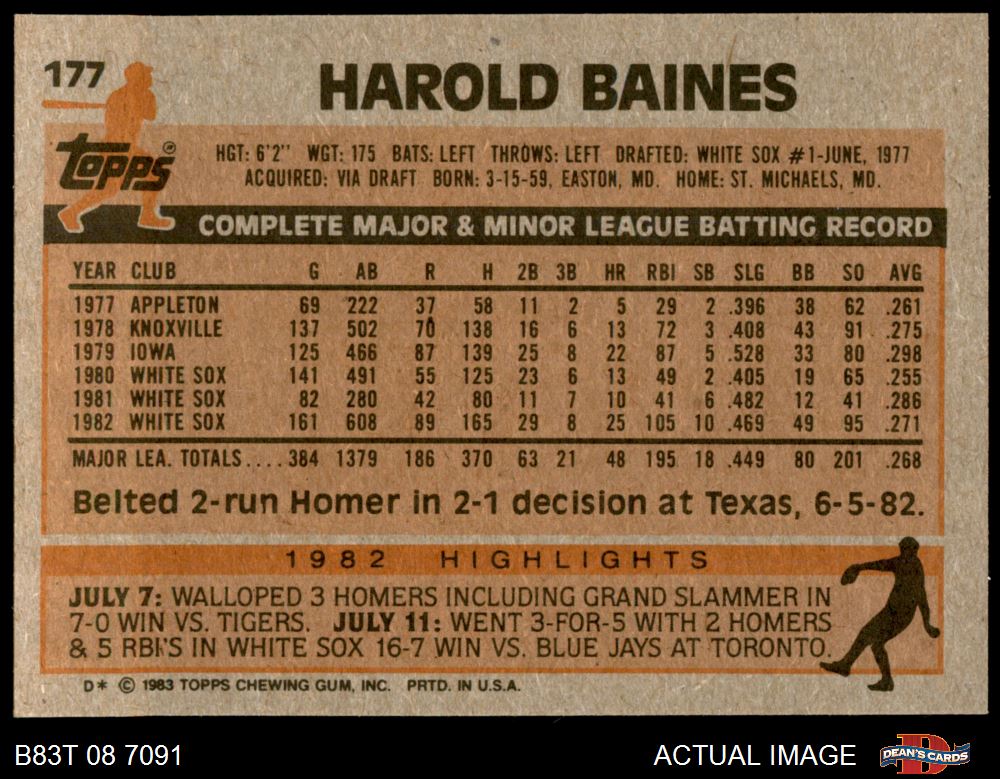 177
HAROLD BAINES
Topps®
HGT: 6'2" WGT: 175 BATS: LEFT THROWS: LEFT DRAFTED: WHITE SOX #1-JUNE, 1977
ACQUIRED: VIA DRAFT BORN: 3-15-59, EASTON, MD. HOME: ST. MICHAELS, MD.
COMPLETE MAJOR & MINOR LEAGUE BATTING RECORD
YEAR CLUB G AB R H 2B 3B HR RBI SB SLG BB SO AVG
1977 APPLETON 69 222 37 58 11 2 5 29 2 .396 38 62 .261
1978 KNOXVILLE 137 502 70 138 16 6 13 72 3 .408 43 91 .275
1979 IOWA 125 466 87 139 25 8 22 87 5 .528 33 80 .298
1980 WHITE SOX 141 491 55 125 23 6 13 49 2 .405 19 65 .255
1981 WHITE SOX 82 280 42 80 11 7 10 41 6 .482 12 41 .286
1982 WHITE SOX 161 608 89 165 29 8 25 105 10 .469 49 95 .271
MAJOR LEA. TOTALS....384 1379 186 370 63 21 48 195 18 .449 80 201 .268
Belted 2-run Homer in 2-1 decision at Texas, 6-5-82.
1982 HIGHLIGHTS
JULY 7: WALLOPED 3 HOMERS INCLUDING GRAND SLAMMER IN
7-0 WIN VS. TIGERS. JULY 11: WENT 3-FOR-5 WITH 2 HOMERS
& 5 RBI'S IN WHITE SOX 16-7 WIN VS. BLUE JAYS AT TORONTO.
D* © 1983 TOPPS CHEWING GUM, INC. PRTD. IN U.S.A.
B83T 08 7091
ACTUAL IMAGE
DEAN'S CARDS